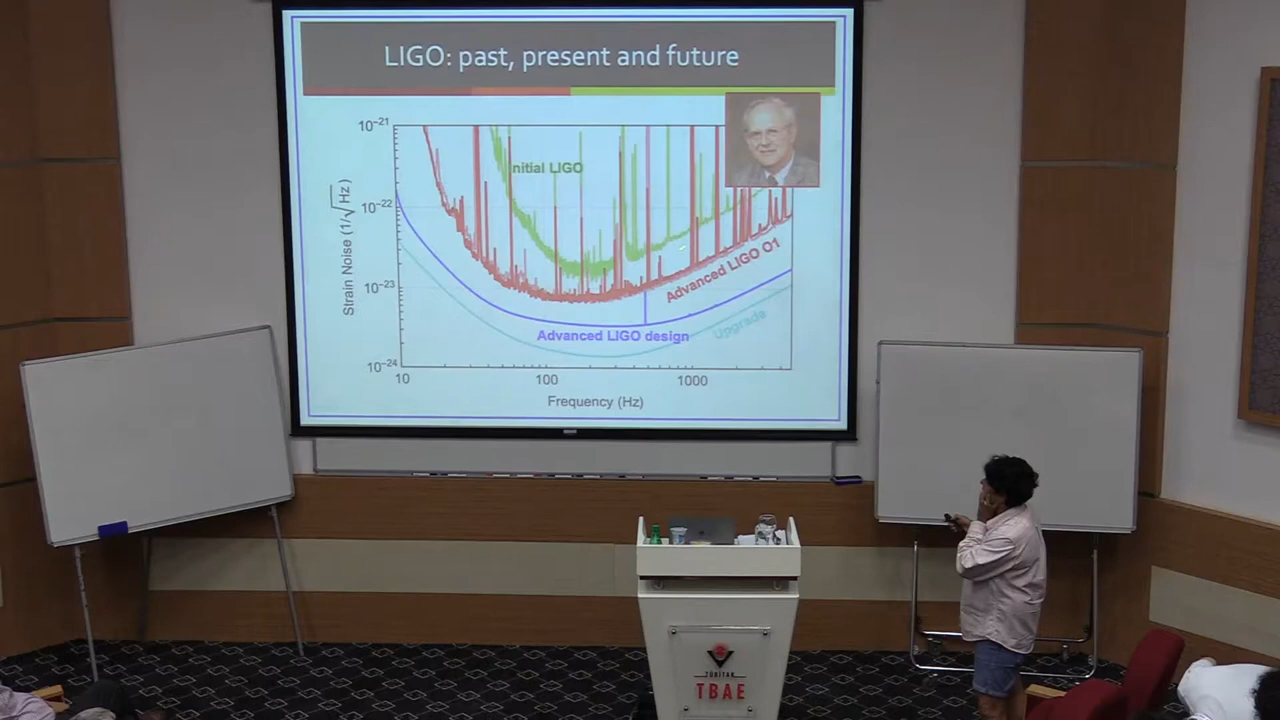 LIGO: past, present and future
10⁻²¹
nitial LIGO
10⁻²²
Strain Noise (1/√Hz)
Advanced LIGO O1
10⁻²³
Advanced LIGO design
Upgrade
10⁻²⁴
10
100
1000
Frequency (Hz)
TÜBİTAK
TBAE